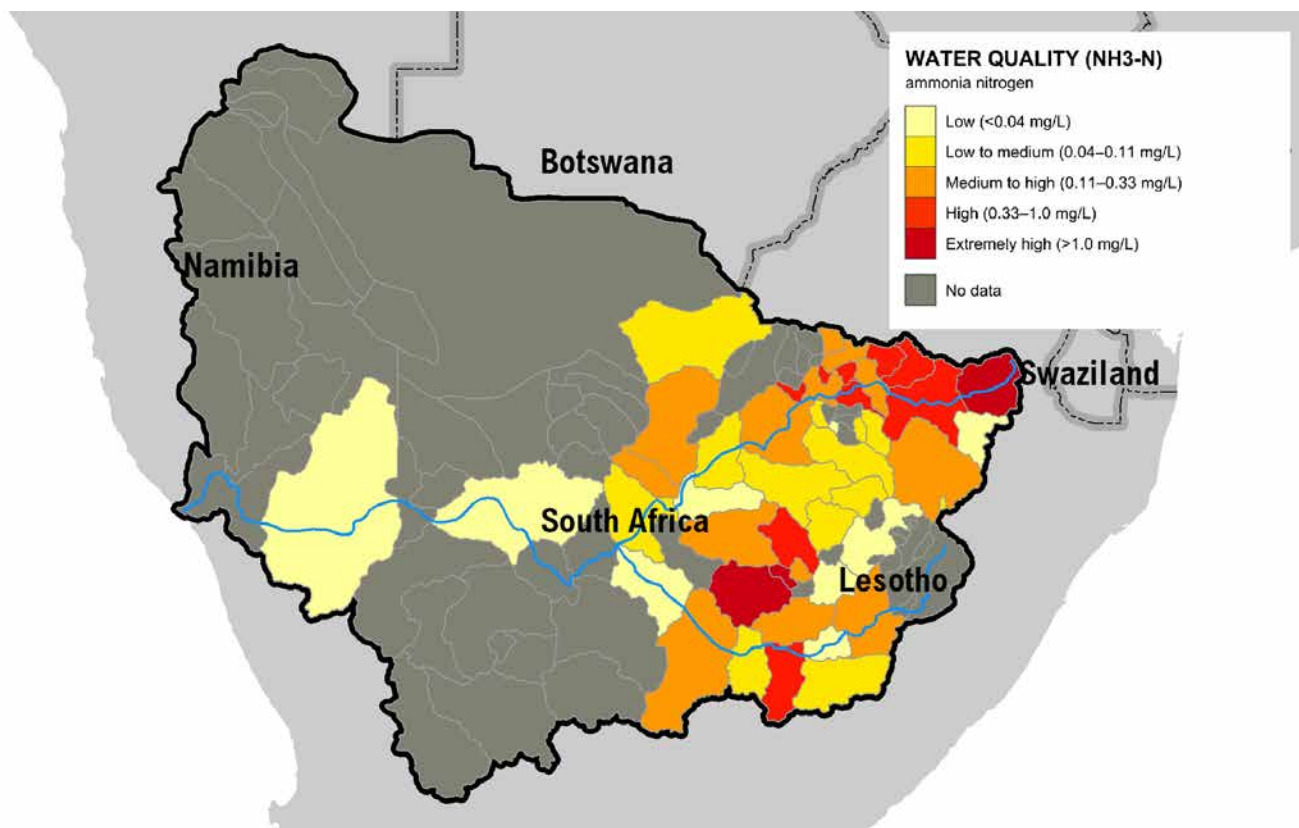 WATER QUALITY (NH3-N)
ammonia nitrogen
Low (<0.04 mg/L)
Low to medium (0.04–0.11 mg/L)
Medium to high (0.11–0.33 mg/L)
High (0.33–1.0 mg/L)
Extremely high (>1.0 mg/L)
No data
Botswana
Namibia
Swaziland
South Africa
Lesotho